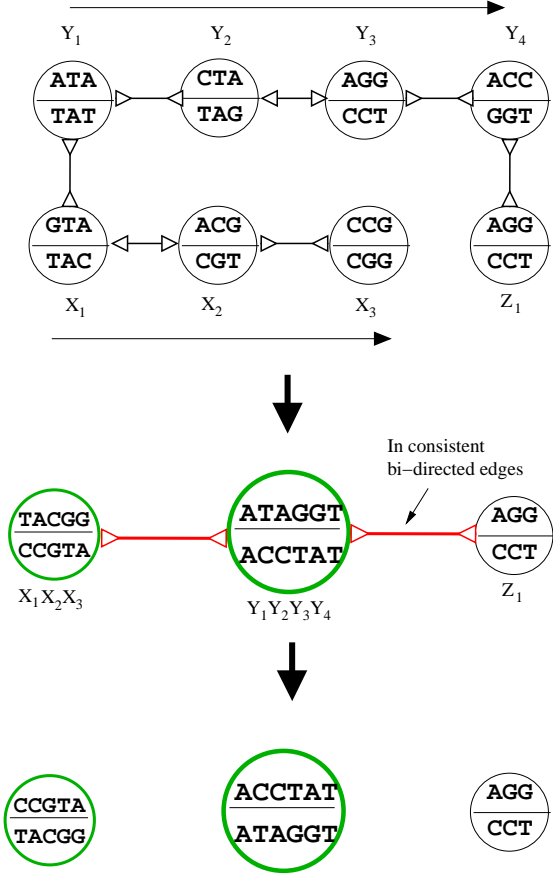 Y1 Y2 Y3 Y4
ATA CTA AGG ACC
TAT TAG CCT GGT
GTA ACG CCG AGG
TAC CGT CGG CCT
X1 X2 X3 Z1
In consistent
bi-directed edges
TACGG ATAGGT AGG
CCGTA ACCTAT CCT
X1X2X3 Y1Y2Y3Y4 Z1
CCGTA ACCTAT AGG
TACGG ATAGGT CCT